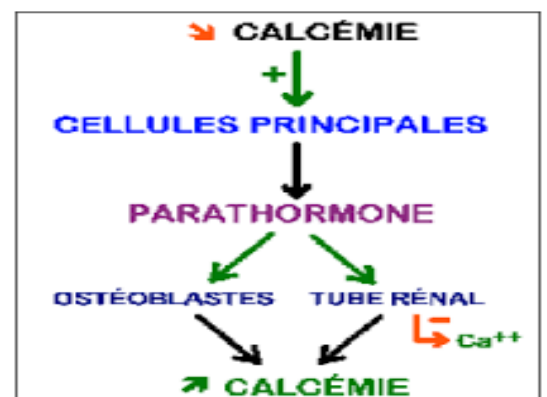 ↘ CALCÉMIE
+
CELLULES PRINCIPALES
PARATHORMONE
OSTÉOBLASTES TUBE RÉNAL
− Ca++
↗ CALCÉMIE